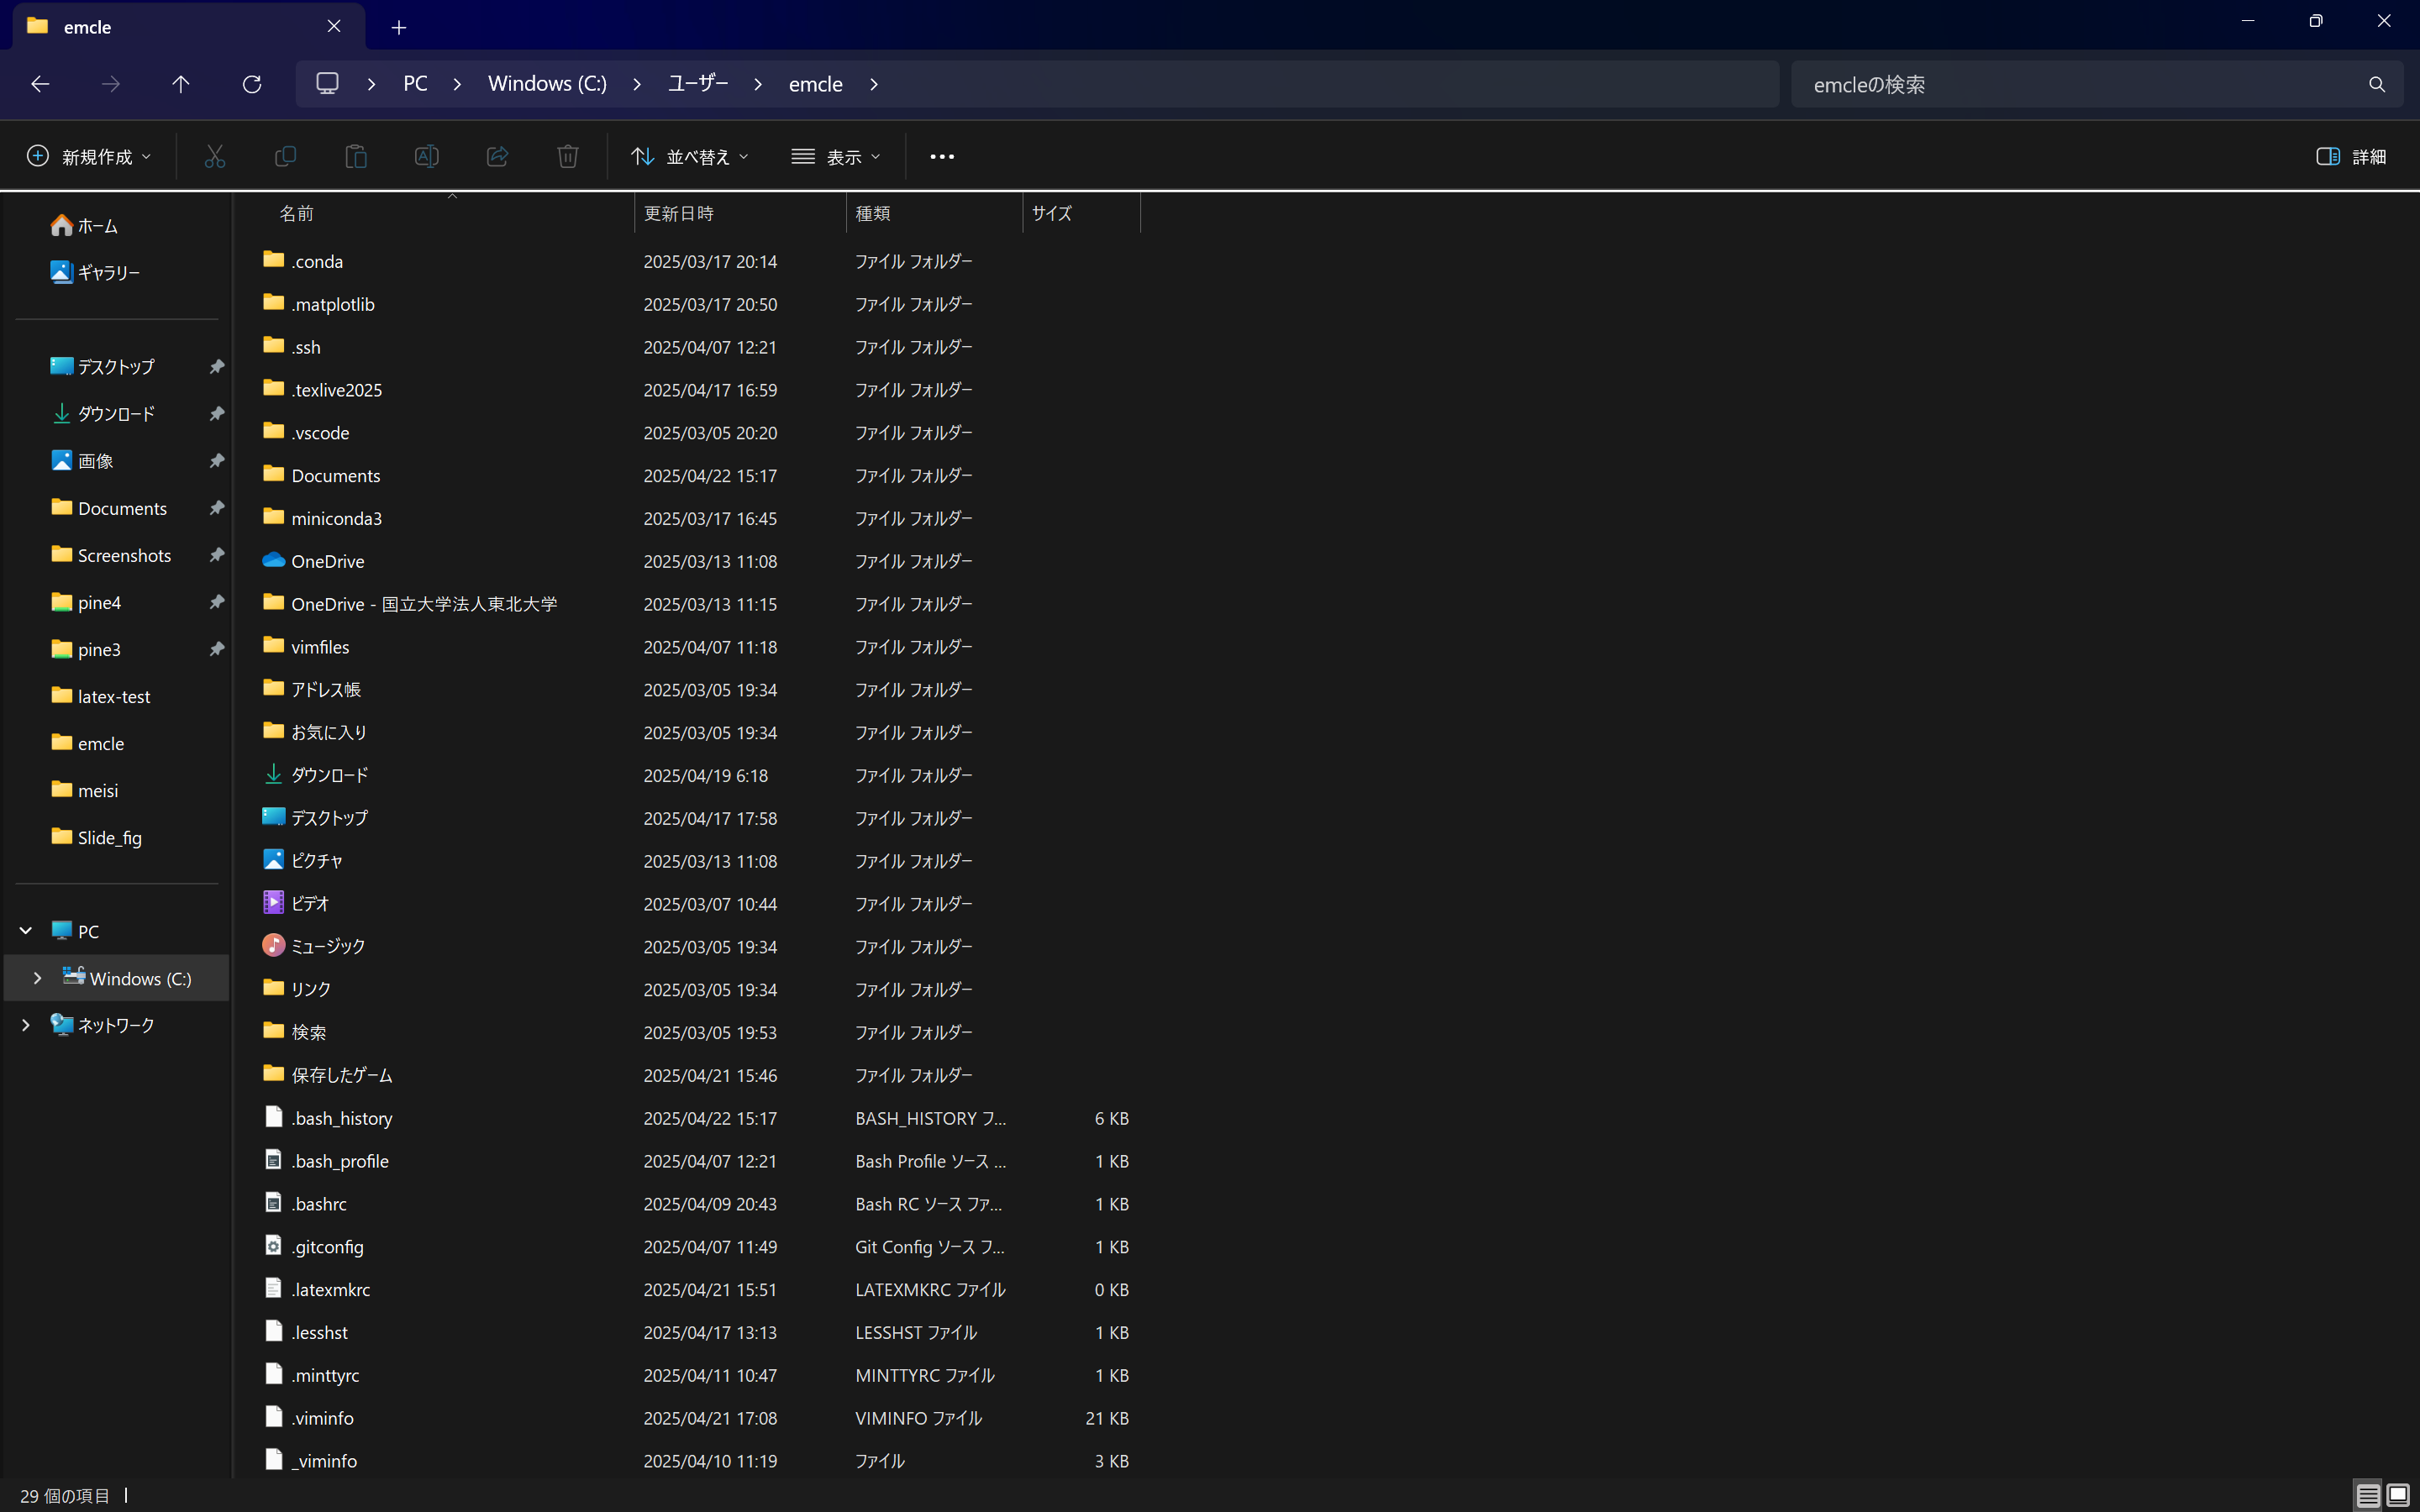 emcle
PC > Windows (C:) > ユーザー > emcle >
emcleの検索
新規作成
並べ替え
表示
詳細
名前 更新日時 種類 サイズ
ホーム
ギャラリー
デスクトップ
ダウンロード
画像
Documents
Screenshots
pine4
pine3
latex-test
emcle
meisi
Slide_fig
PC
Windows (C:)
ネットワーク
.conda 2025/03/17 20:14 ファイル フォルダー
.matplotlib 2025/03/17 20:50 ファイル フォルダー
.ssh 2025/04/07 12:21 ファイル フォルダー
.texlive2025 2025/04/17 16:59 ファイル フォルダー
.vscode 2025/03/05 20:20 ファイル フォルダー
Documents 2025/04/22 15:17 ファイル フォルダー
miniconda3 2025/03/17 16:45 ファイル フォルダー
OneDrive 2025/03/13 11:08 ファイル フォルダー
OneDrive - 国立大学法人東北大学 2025/03/13 11:15 ファイル フォルダー
vimfiles 2025/04/07 11:18 ファイル フォルダー
アドレス帳 2025/03/05 19:34 ファイル フォルダー
お気に入り 2025/03/05 19:34 ファイル フォルダー
ダウンロード 2025/04/19 6:18 ファイル フォルダー
デスクトップ 2025/04/17 17:58 ファイル フォルダー
ピクチャ 2025/03/13 11:08 ファイル フォルダー
ビデオ 2025/03/07 10:44 ファイル フォルダー
ミュージック 2025/03/05 19:34 ファイル フォルダー
リンク 2025/03/05 19:34 ファイル フォルダー
検索 2025/03/05 19:53 ファイル フォルダー
保存したゲーム 2025/04/21 15:46 ファイル フォルダー
.bash_history 2025/04/22 15:17 BASH_HISTORY フ... 6 KB
.bash_profile 2025/04/07 12:21 Bash Profile ソース ... 1 KB
.bashrc 2025/04/09 20:43 Bash RC ソース ファ... 1 KB
.gitconfig 2025/04/07 11:49 Git Config ソース フ... 1 KB
.latexmkrc 2025/04/21 15:51 LATEXMKRC ファイル 0 KB
.lesshst 2025/04/17 13:13 LESSHST ファイル 1 KB
.minttyrc 2025/04/11 10:47 MINTTYRC ファイル 1 KB
.viminfo 2025/04/21 17:08 VIMINFO ファイル 21 KB
_viminfo 2025/04/10 11:19 ファイル 3 KB
29 個の項目